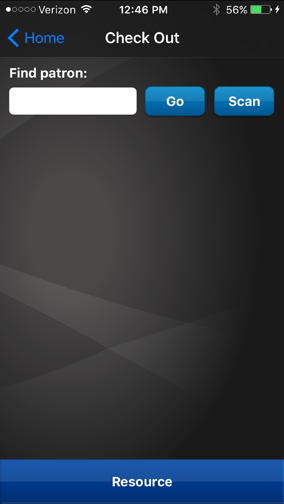 Verizon 12:46 PM 56%
Home Check Out
Find patron:
Go Scan
Resource